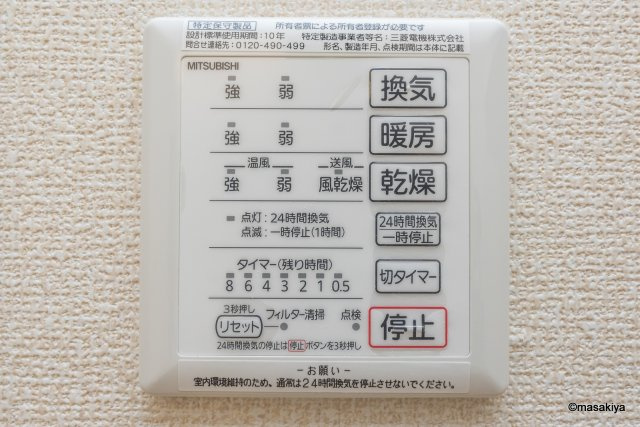 特定保守製品 所有者票による所有者登録が必要です
設計標準使用期間:10年 特定製造事業者等名:三菱電機株式会社
問合せ連絡先:0120-490-499 形名、製造年月、点検期間は本体に記載
MITSUBISHI
強 弱 換気
強 弱 暖房
温風 送風
強 弱 風乾燥 乾燥
点灯:24時間換気
点滅:一時停止(1時間)
24時間換気
一時停止
タイマー(残り時間)
8 6 4 3 2 1 0.5
切タイマー
3秒押し
リセット フィルター清掃 点検
停止
24時間換気の停止は停止ボタンを3秒押し
-お願い-
室内環境維持のため、通常は24時間換気を停止させないでください。
©masakiya